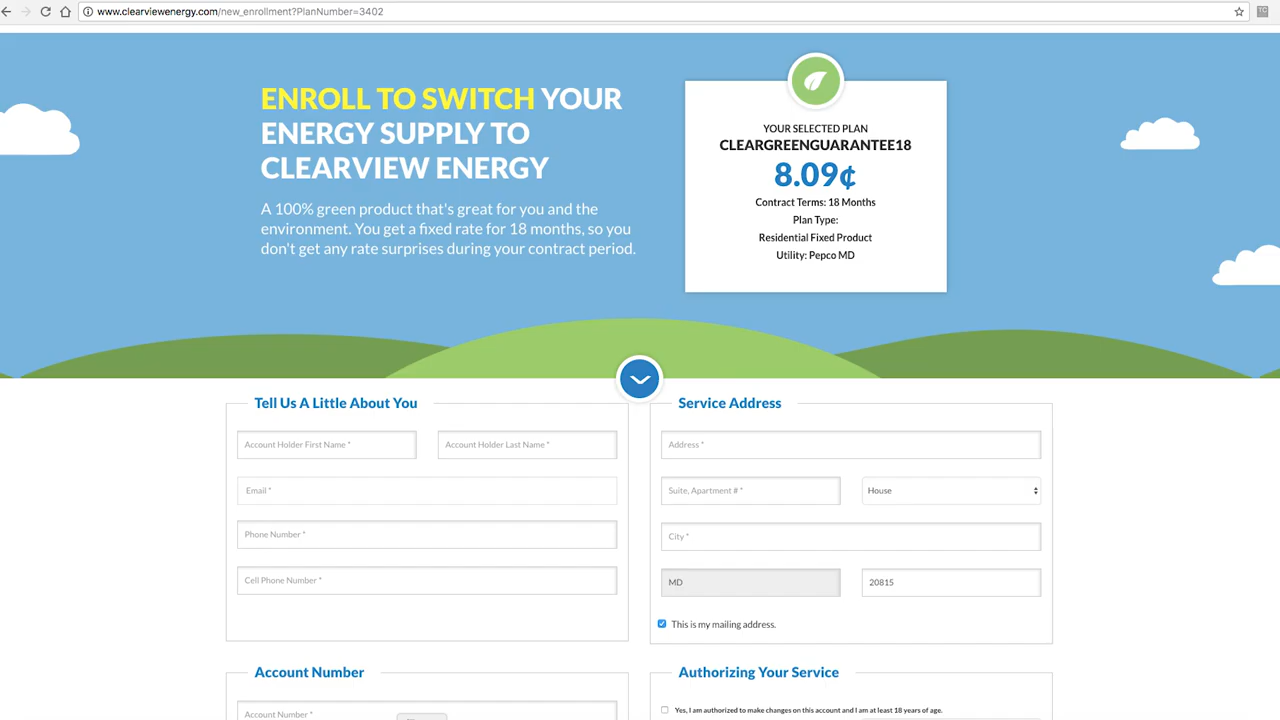 www.clearviewenergy.com/new_enrollment?PlanNumber=3402
ENROLL TO SWITCH YOUR
ENERGY SUPPLY TO
CLEARVIEW ENERGY
A 100% green product that's great for you and the
environment. You get a fixed rate for 18 months, so you
don't get any rate surprises during your contract period.
YOUR SELECTED PLAN
CLEARGREENGUARANTEE18
8.09¢
Contract Terms: 18 Months
Plan Type:
Residential Fixed Product
Utility: Pepco MD
Tell Us A Little About You
Account Holder First Name *
Account Holder Last Name *
Email *
Phone Number *
Cell Phone Number *
Service Address
Address *
Suite, Apartment # *
House
City *
MD
20815
This is my mailing address.
Account Number
Account Number *
Authorizing Your Service
Yes, I am authorized to make changes on this account and I am at least 18 years of age.